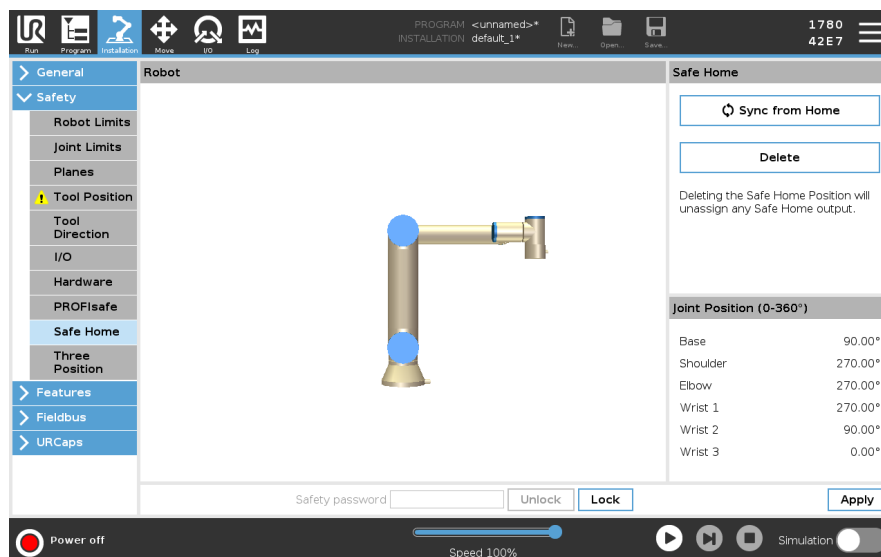 PROGRAM <unnamed>*
INSTALLATION default_1*
1780
42E7
Run Program Installation Move I/O Log New... Open... Save...
General
Safety
Robot Limits
Joint Limits
Planes
Tool Position
Tool
Direction
I/O
Hardware
PROFIsafe
Safe Home
Three
Position
Features
Fieldbus
URCaps
Robot
Safe Home
Sync from Home
Delete
Deleting the Safe Home Position will
unassign any Safe Home output.
Joint Position (0-360°)
Base 90.00°
Shoulder 270.00°
Elbow 270.00°
Wrist 1 270.00°
Wrist 2 90.00°
Wrist 3 0.00°
Safety password Unlock Lock Apply
Power off
Speed 100%
Simulation